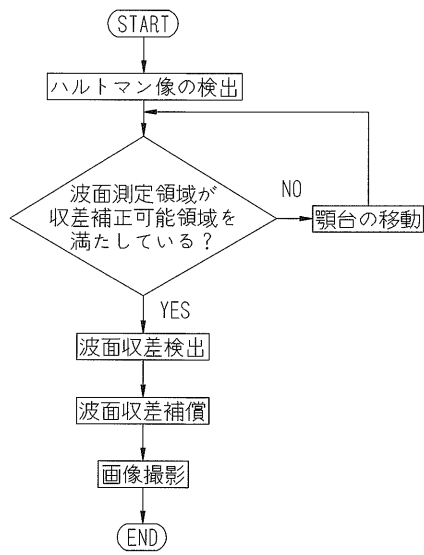 START
ハルトマン像の検出
波面測定領域が
収差補正可能領域を
満たしている？
NO
顎台の移動
YES
波面収差検出
波面収差補償
画像撮影
END